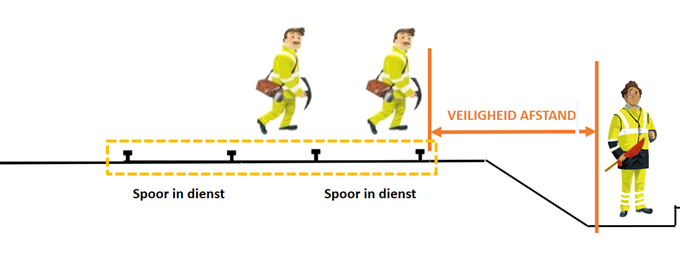 VEILIGHEID AFSTAND
Spoor in dienst
Spoor in dienst